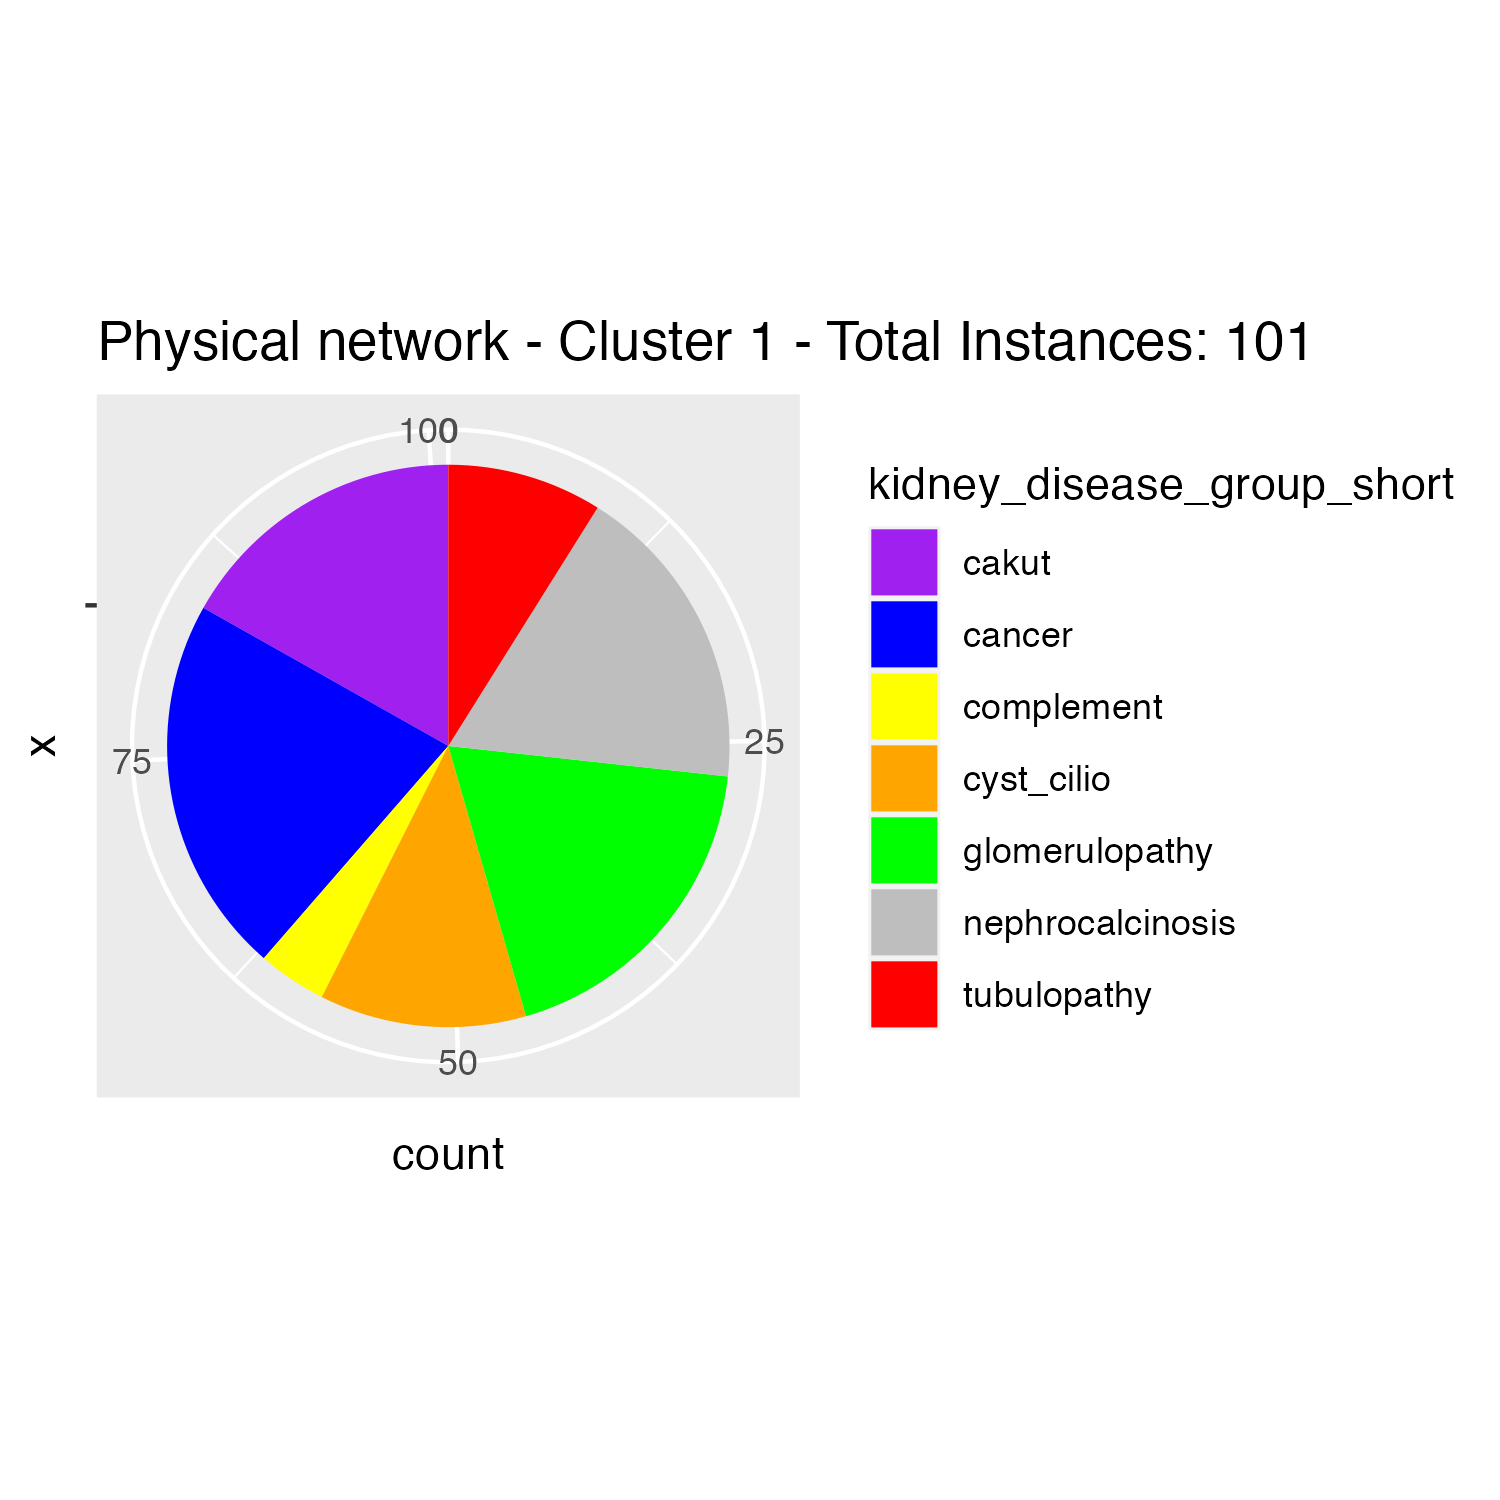 Physical network - Cluster 1 - Total Instances: 101
100
0
25
50
75
x
count
kidney_disease_group_short
cakut
cancer
complement
cyst_cilio
glomerulopathy
nephrocalcinosis
tubulopathy